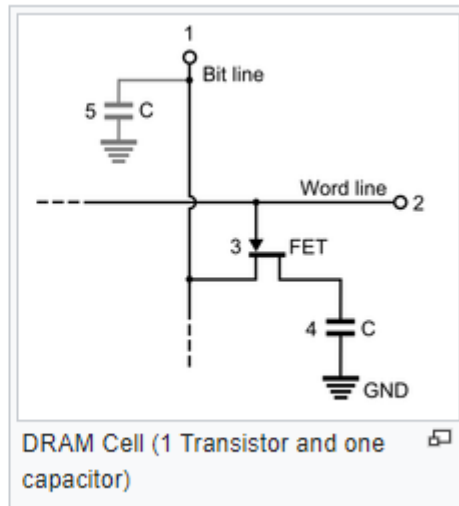 1
Bit line
5 C
Word line
2
3 FET
4 C
GND
DRAM Cell (1 Transistor and one
capacitor)